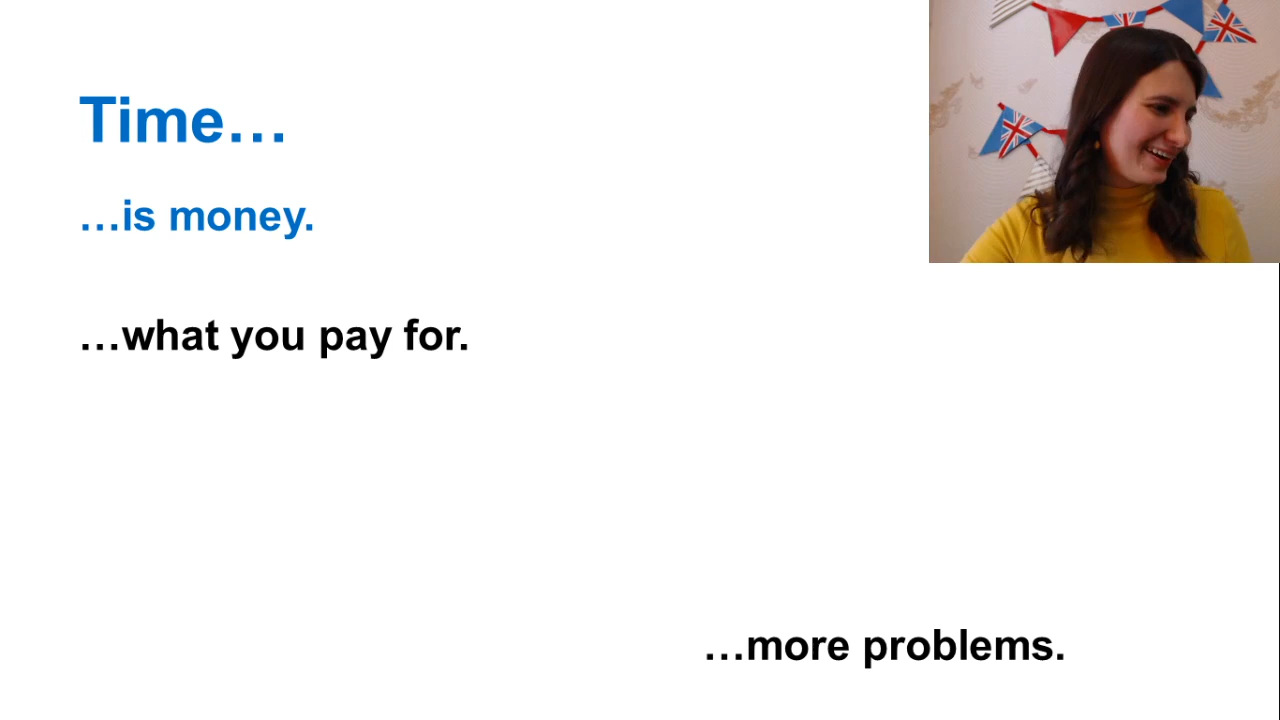 Time…
…is money.
…what you pay for.
…more problems.